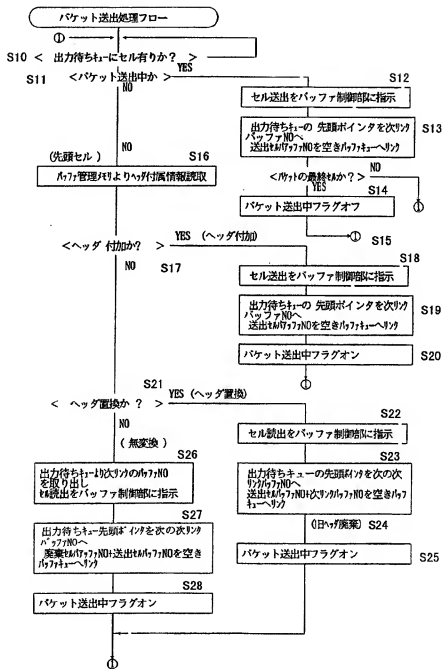 パケット送出処理フロー
①
S10 < 出力待ちキューにセル有りか? >
S11 <パケット送出中か
YES
NO
S12
セル送出をバッファ制御部に指示
出力待ちキューの 先頭ポインタを次リンク
バッファNOへ
送出セルバッファNOを空きバッファキューへリンク
S13
<パケットの最終セルか?>
NO
YES
S14
①
パケット送出中フラグオフ
① S15
NO
(先頭セル)
S16
バッファ管理メモリよりヘッダ付属情報読取
<ヘッダ 付加か?>
YES (ヘッダ付加)
NO
S17
S18
セル送出をバッファ制御部に指示
出力待ちキューの 先頭ポインタを次リンク
バッファNOへ
送出セルバッファNOを空きバッファキューへリンク
S19
パケット送出中フラグオン
S20
①
S21
< ヘッダ置換か ? >
YES (ヘッダ置換)
NO
(無変換)
S22
セル読出をバッファ制御部に指示
S23
出力待ちキューの先頭ポインタを次の次
リンクバッファNOへ
送出セルバッファNO+次リンクバッファNOを空きバッフ
ァキューへリンク
(旧ヘッダ廃棄) S24
パケット送出中フラグオン
S25
S26
出力待ちキューより次リンクのバッファNO
を取り出し
セル読出をバッファ制御部に指示
S27
出力待ちキュー先頭ポインタを次の次リンク
バッファNOへ
廃棄セルバッファNO+送出セルバッファNOを空き
バッファキューへリンク
S28
パケット送出中フラグオン
①